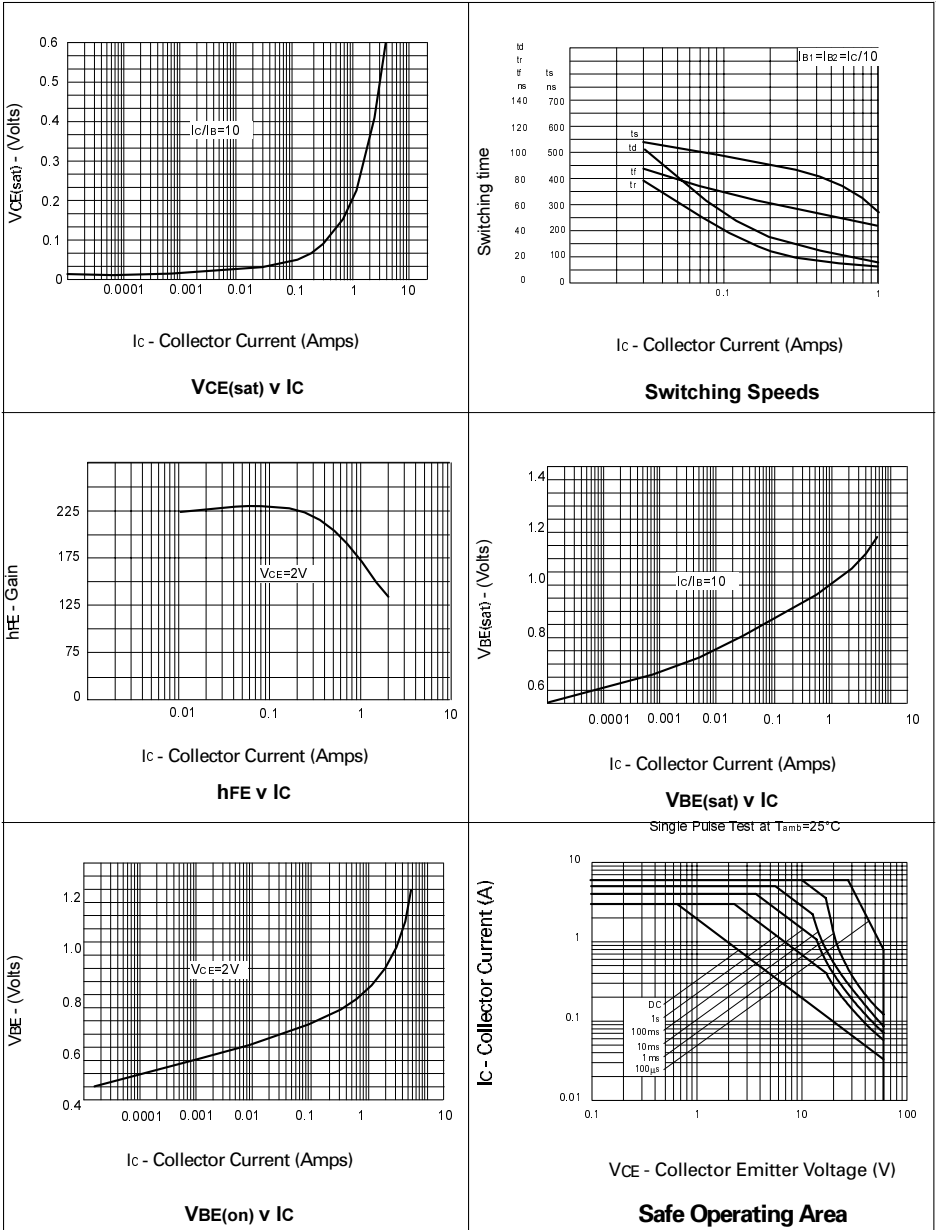 0.6
0.5
0.4
0.3
0.2
0.1
0
VCE(sat) - (Volts)
IC/IB=10
0.0001 0.001 0.01 0.1 1 10
IC - Collector Current (Amps)
VCE(sat) v IC
td
tr
tf ts
ns ns
140 700
120 600
100 500
80 400
60 300
40 200
20 100
0 0
Switching time
IB1=IB2=IC/10
ts
td
tf
tr
0.1 1
IC - Collector Current (Amps)
Switching Speeds
225
175
125
75
0
hFE - Gain
VCE=2V
0.01 0.1 1 10
IC - Collector Current (Amps)
hFE v IC
1.4
1.2
1.0
0.8
0.6
VBE(sat) - (Volts)
IC/IB=10
0.0001 0.001 0.01 0.1 1 10
IC - Collector Current (Amps)
VBE(sat) v IC
1.2
1.0
0.8
0.6
0.4
VBE - (Volts)
VCE=2V
0.0001 0.001 0.01 0.1 1 10
IC - Collector Current (Amps)
VBE(on) v IC
Single Pulse Test at Tamb=25°C
10
1
0.1
0.01
IC - Collector Current (A)
DC
1s
100ms
10ms
1ms
100µs
0.1 1 10 100
VCE - Collector Emitter Voltage (V)
Safe Operating Area